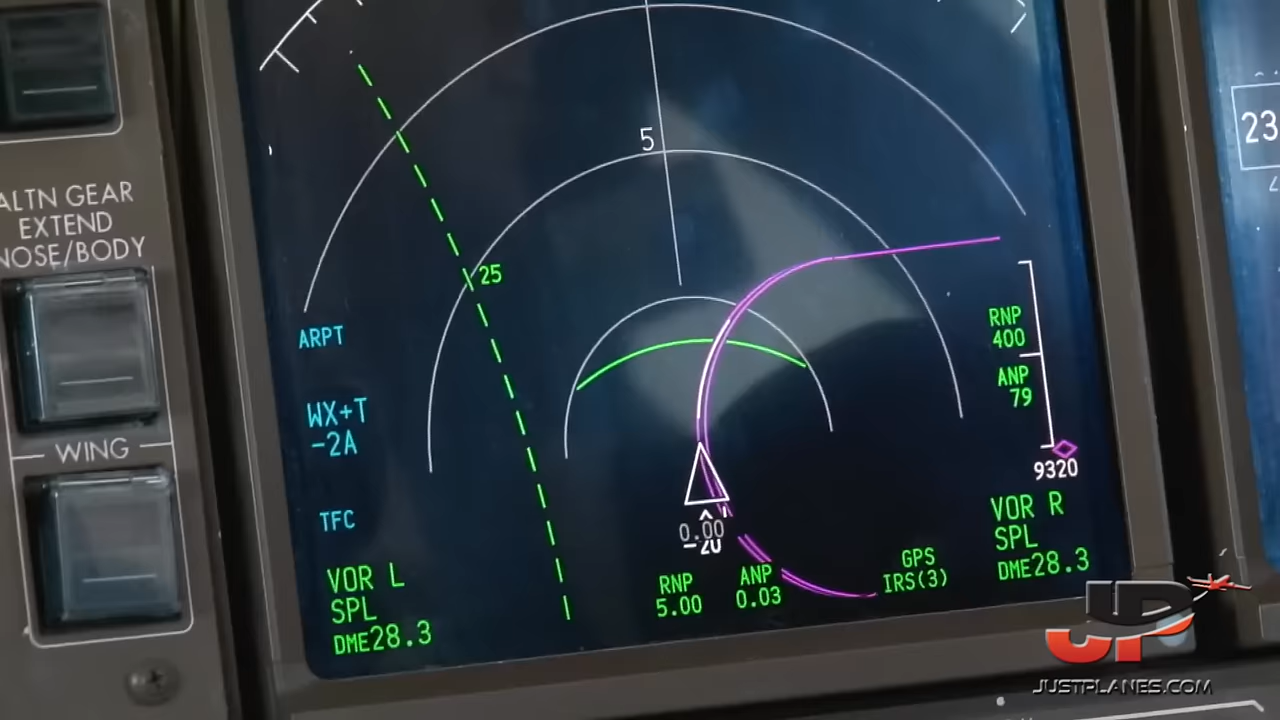 ALTN GEAR
EXTEND
NOSE/BODY
WING
5
25
ARPT
WX+T
-2A
TFC
VOR L
SPL
DME28.3
0.00
-20
RNP
5.00
ANP
0.03
GPS
IRS(3)
RNP
400
ANP
79
9320
VOR R
SPL
DME28.3
23
JP
JUSTPLANES.COM